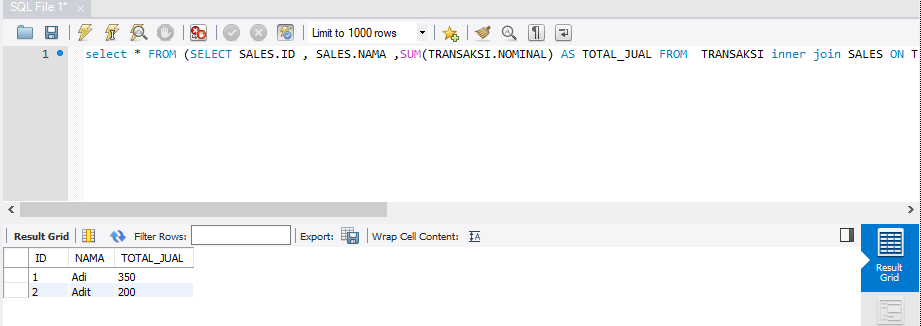 SQL File 1*
Limit to 1000 rows
1 select * FROM (SELECT SALES.ID , SALES.NAMA ,SUM(TRANSAKSI.NOMINAL) AS TOTAL_JUAL FROM  TRANSAKSI inner join SALES ON T
Result Grid Filter Rows: Export: Wrap Cell Content: IA
ID NAMA TOTAL_JUAL
1 Adi 350
2 Adit 200
Result
Grid